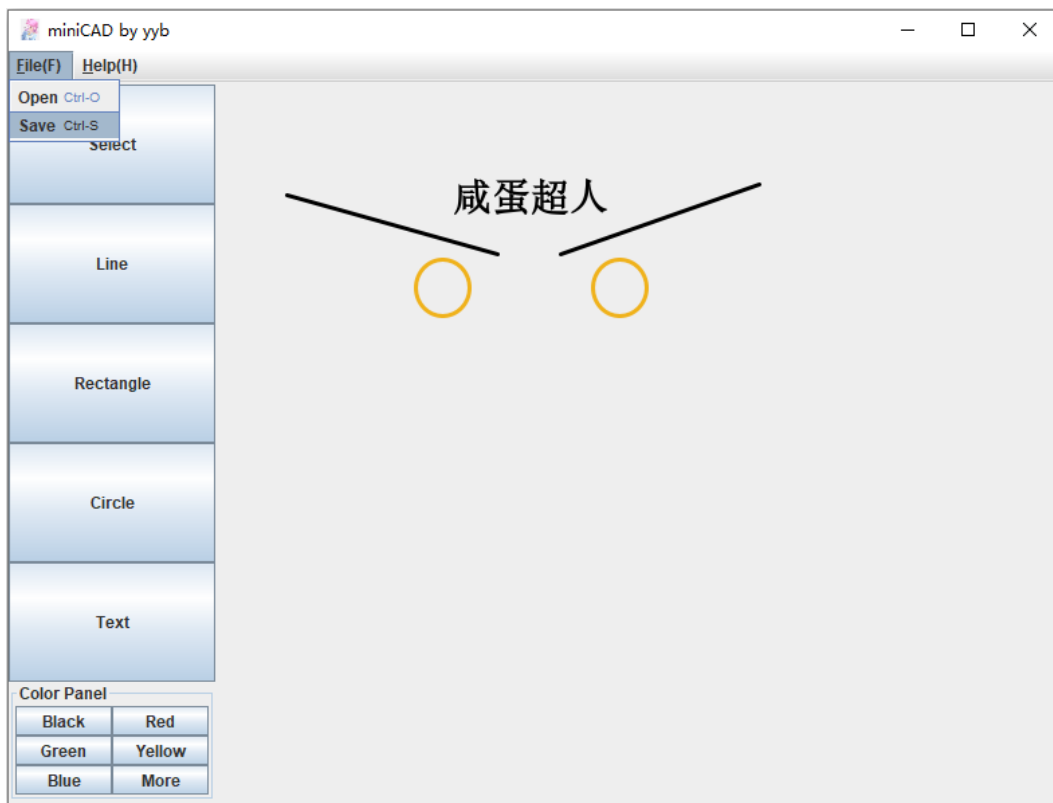 miniCAD by yyb
File(F) Help(H)
Open Ctrl-O
Save Ctrl-S
Select
咸蛋超人
Line
Rectangle
Circle
Text
Color Panel
Black Red
Green Yellow
Blue More